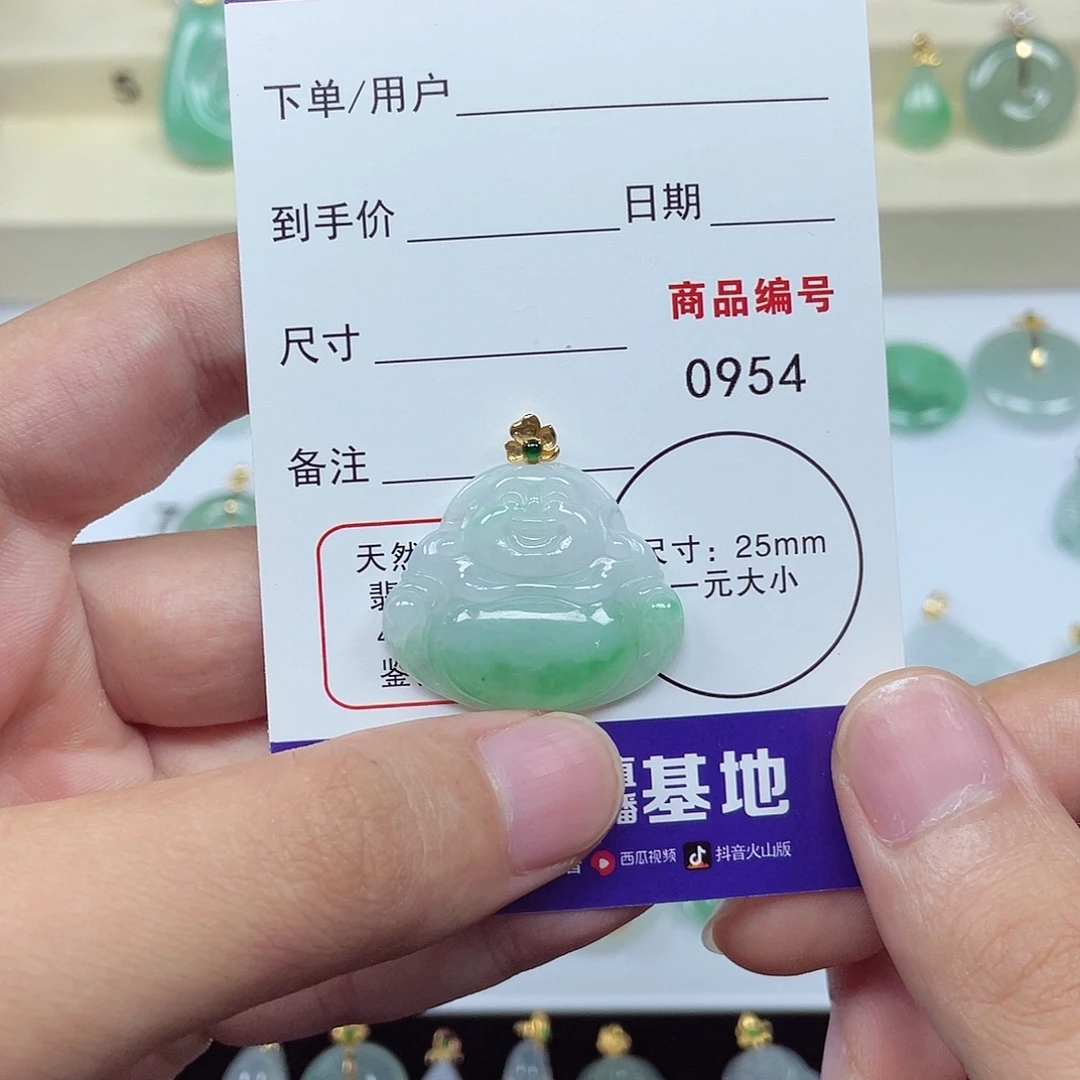 下单/用户
到手价 日期
尺寸
商品编号
0954
备注
天然
翡
鉴
尺寸：25mm
一元大小
直播基地
西瓜视频 抖音火山版